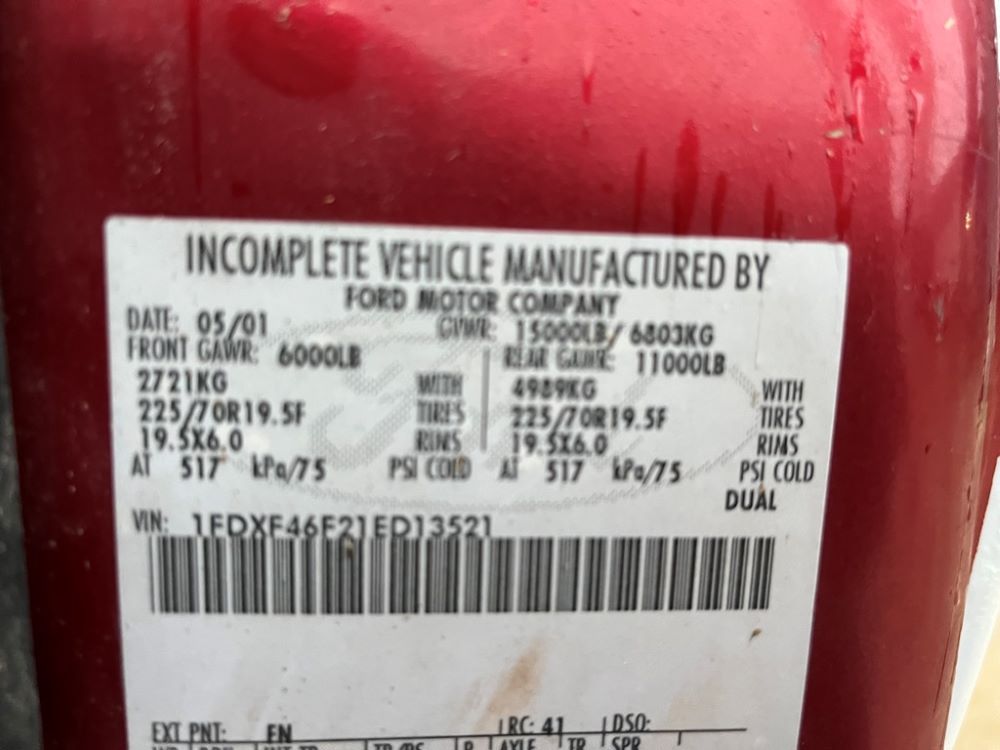 INCOMPLETE VEHICLE MANUFACTURED BY
FORD MOTOR COMPANY
DATE: 05/01 GVWR: 15000LB/ 6803KG
FRONT GAWR: 6000LB REAR GAWR: 11000LB
2721KG WITH 4989KG WITH
225/70R19.5F TIRES 225/70R19.5F TIRES
19.5X6.0 RIMS 19.5X6.0 RIMS
AT 517 kPa/75 PSI COLD AT 517 kPa/75 PSI COLD
DUAL
VIN: 1FDXF46F21ED13521
EXT PNT: FN RC: 41 DSO:
AXLE TR SPR